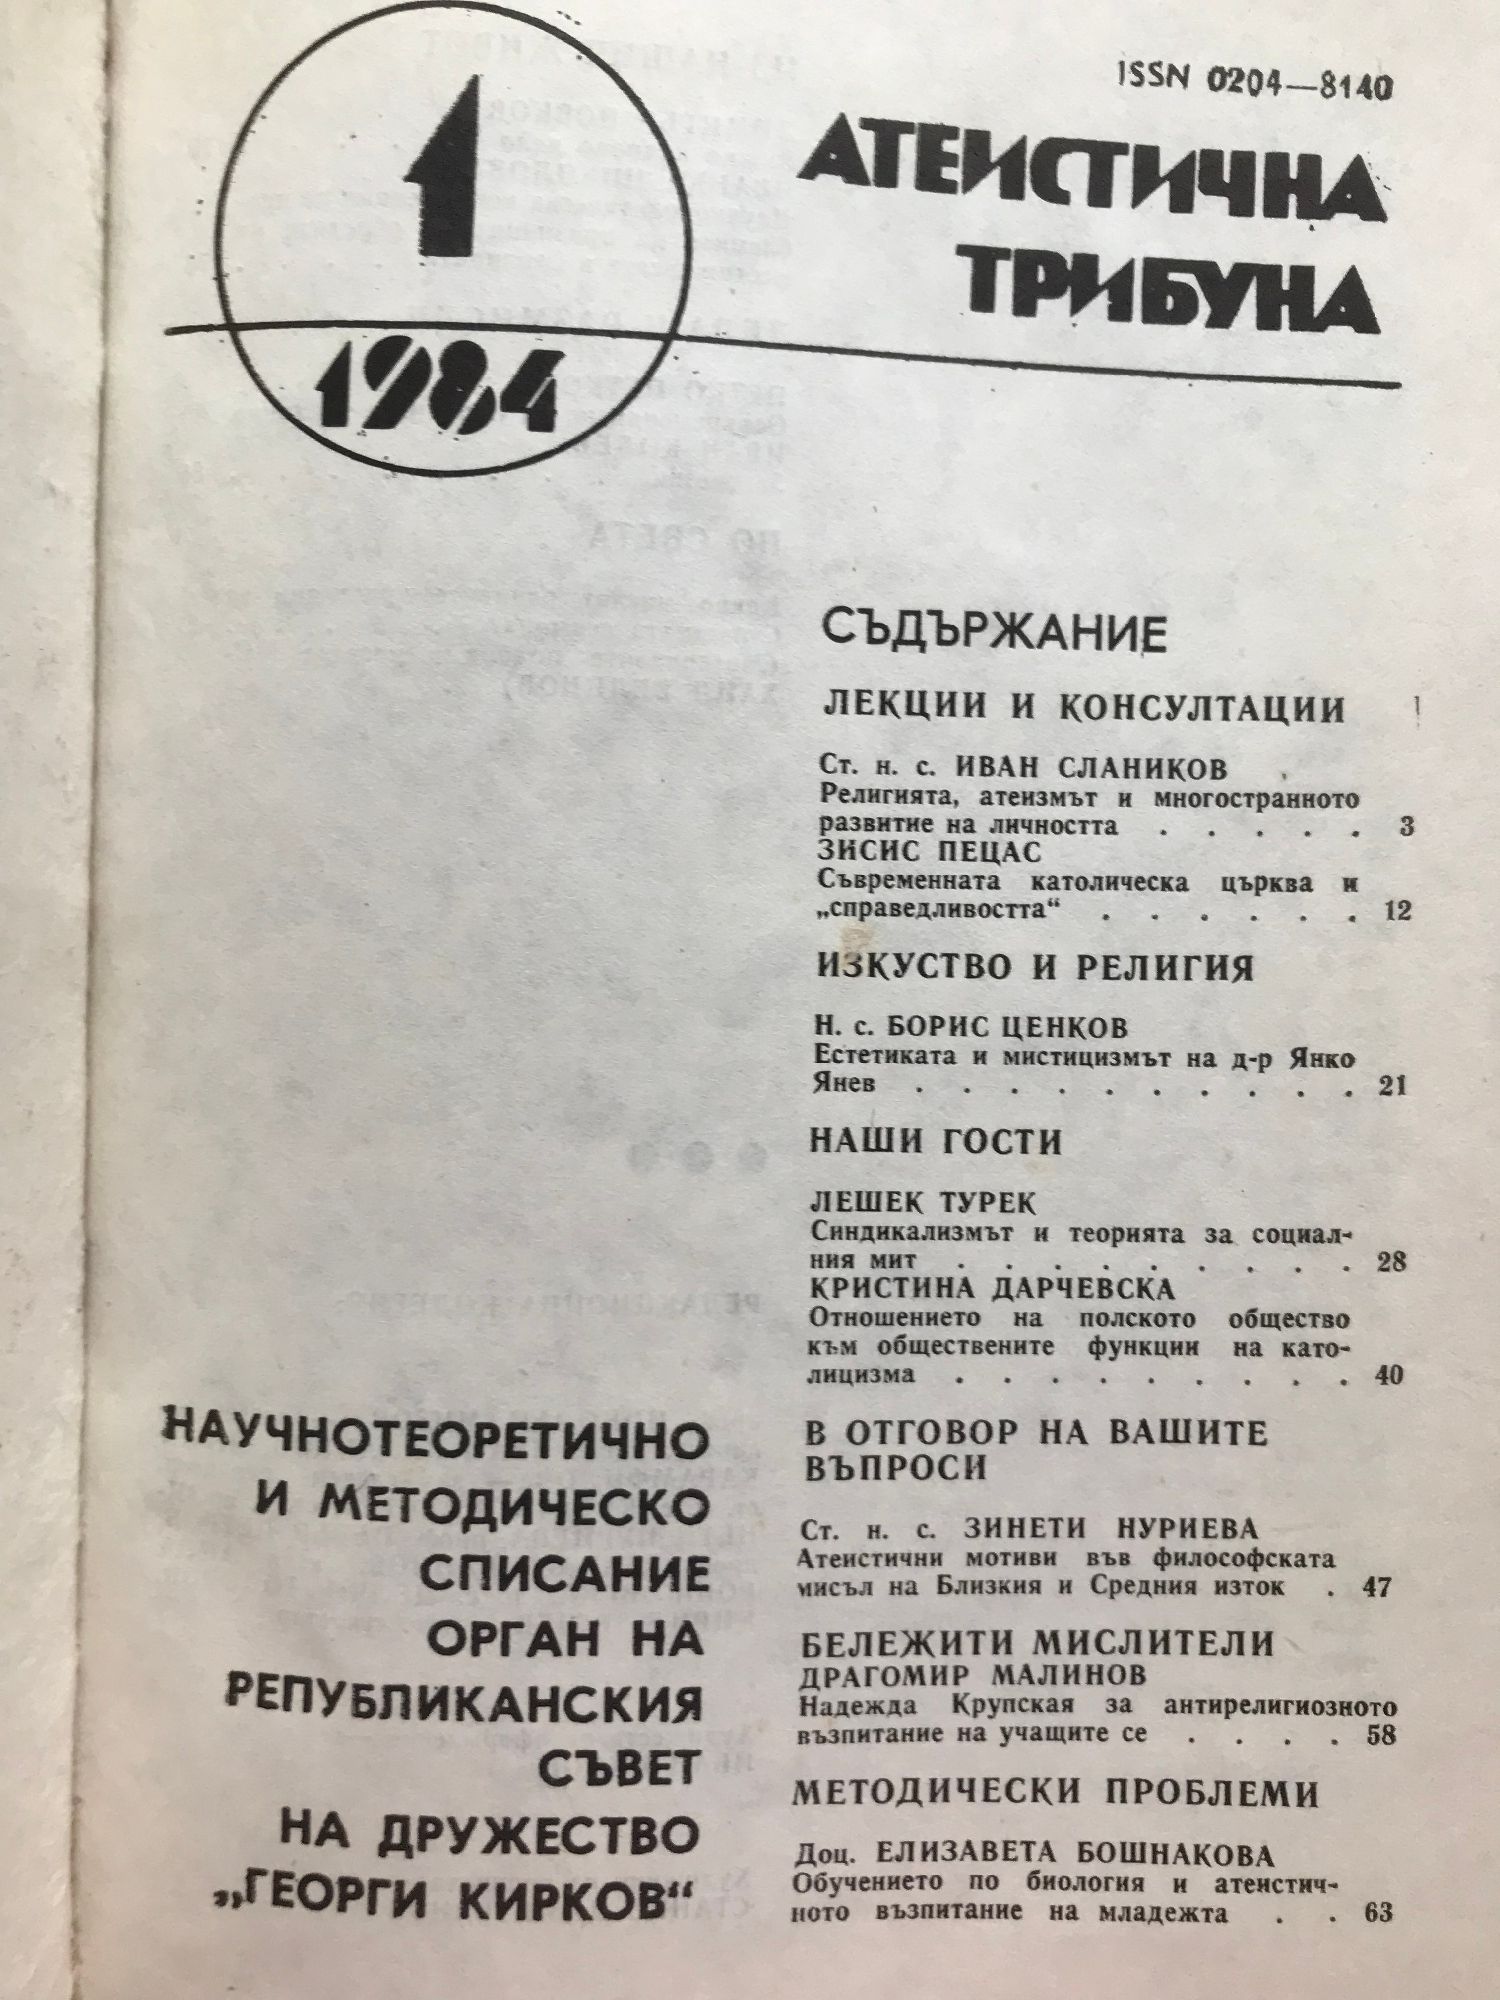 1
1984
ISSN 0204—8140
АТЕИСТИЧНА
ТРИБУНА
СЪДЪРЖАНИЕ
ЛЕКЦИИ И КОНСУЛТАЦИИ
Ст. н. с. ИВАН СЛАНИКОВ
Религията, атеизмът и многостранното
развитие на личността . . . . . 3
ЗИСИС ПЕЦАС
Съвременната католическа църква и
„справедливостта“ . . . . . . 12
ИЗКУСТВО И РЕЛИГИЯ
Н. с. БОРИС ЦЕНКОВ
Естетиката и мистицизмът на д-р Янко
Янев . . . . . . . . . . 21
НАШИ ГОСТИ
ЛЕШЕК ТУРЕК
Синдикализмът и теорията за социал-
ния мит . . . . . . . . . 28
КРИСТИНА ДАРЧЕВСКА
Отношението на полското общество
към обществените функции на като-
лицизма . . . . . . . . . 40
В ОТГОВОР НА ВАШИТЕ
ВЪПРОСИ
Ст. н. с. ЗИНЕТИ НУРИЕВА
Атеистични мотиви във философската
мисъл на Близкия и Средния изток . 47
БЕЛЕЖИТИ МИСЛИТЕЛИ
ДРАГОМИР МАЛИНОВ
Надежда Крупская за антирелигиозното
възпитание на учащите се . . . . 58
МЕТОДИЧЕСКИ ПРОБЛЕМИ
Доц. ЕЛИЗАВЕТА БОШНАКОВА
Обучението по биология и атеистич-
ното възпитание на младежта . . 63
НАУЧНОТЕОРЕТИЧНО
И МЕТОДИЧЕСКО
СПИСАНИЕ
ОРГАН НА
РЕПУБЛИКАНСКИЯ
СЪВЕТ
НА ДРУЖЕСТВО
„ГЕОРГИ КИРКОВ“